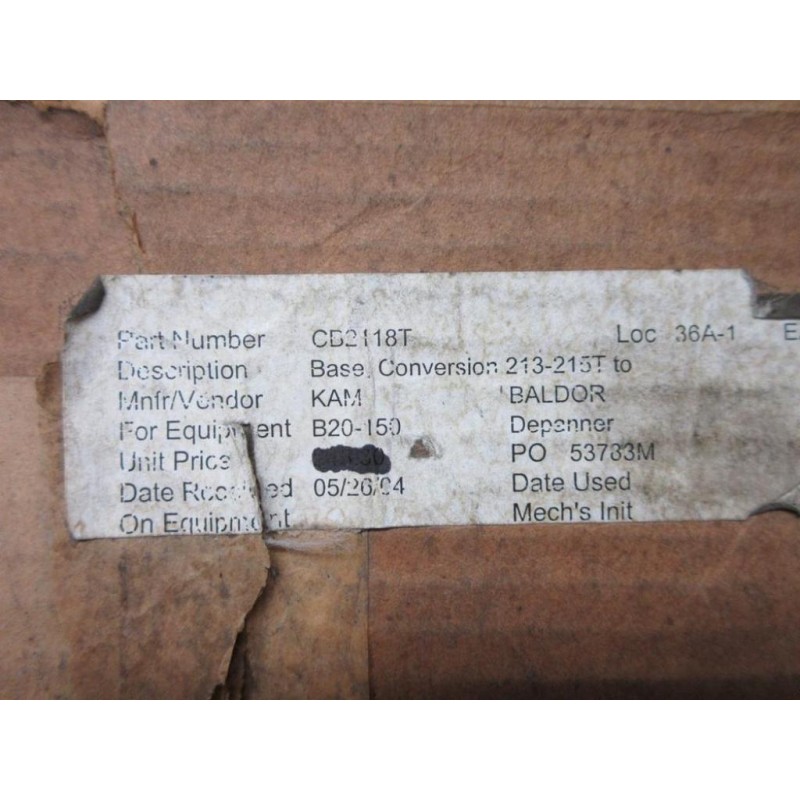 Part Number CB2118T Loc 36A-1
Description Base, Conversion 213-215T to
Mnfr/Vendor KAM BALDOR
For Equipment B20-150 Depanner
Unit Price PO 53783M
Date Received 05/26/04 Date Used
On Equipment Mech's Init